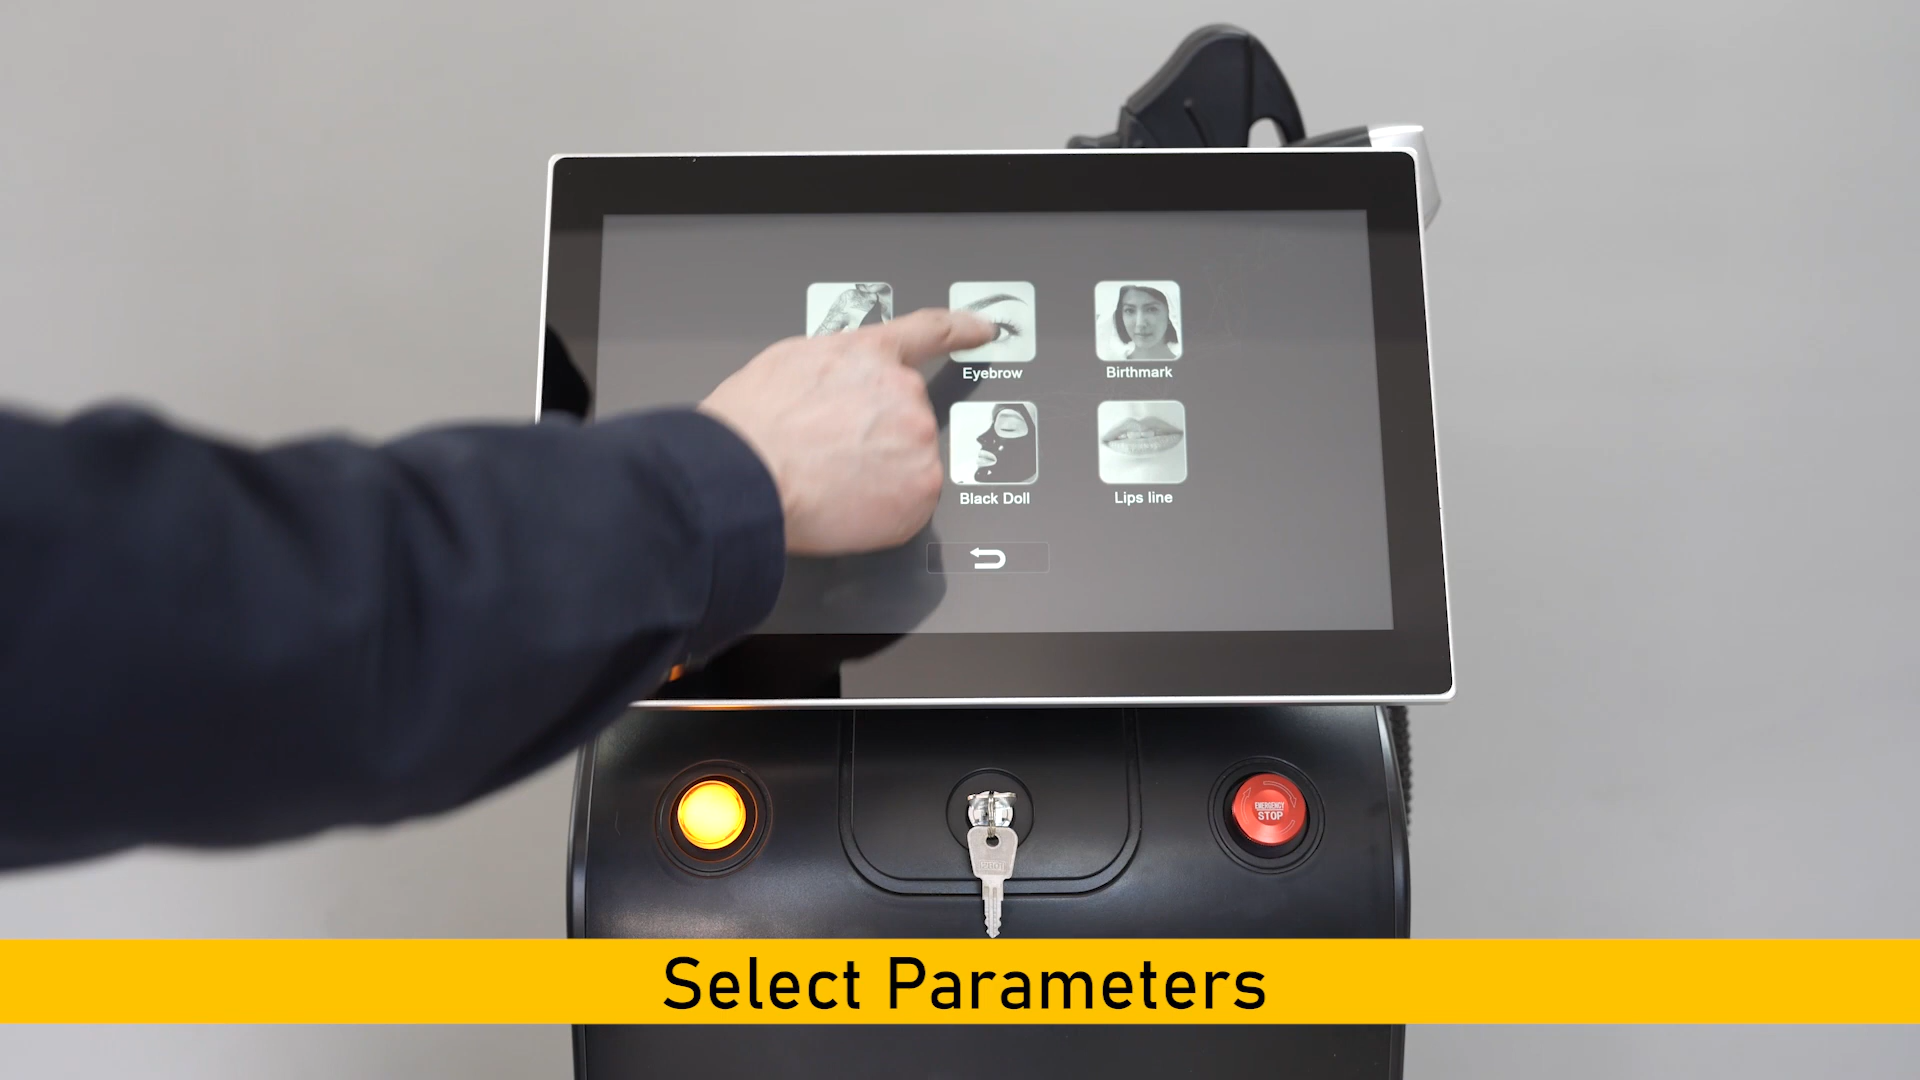 Eyebrow
Birthmark
Black Doll
Lips line
EMERGENCY
STOP
Select Parameters